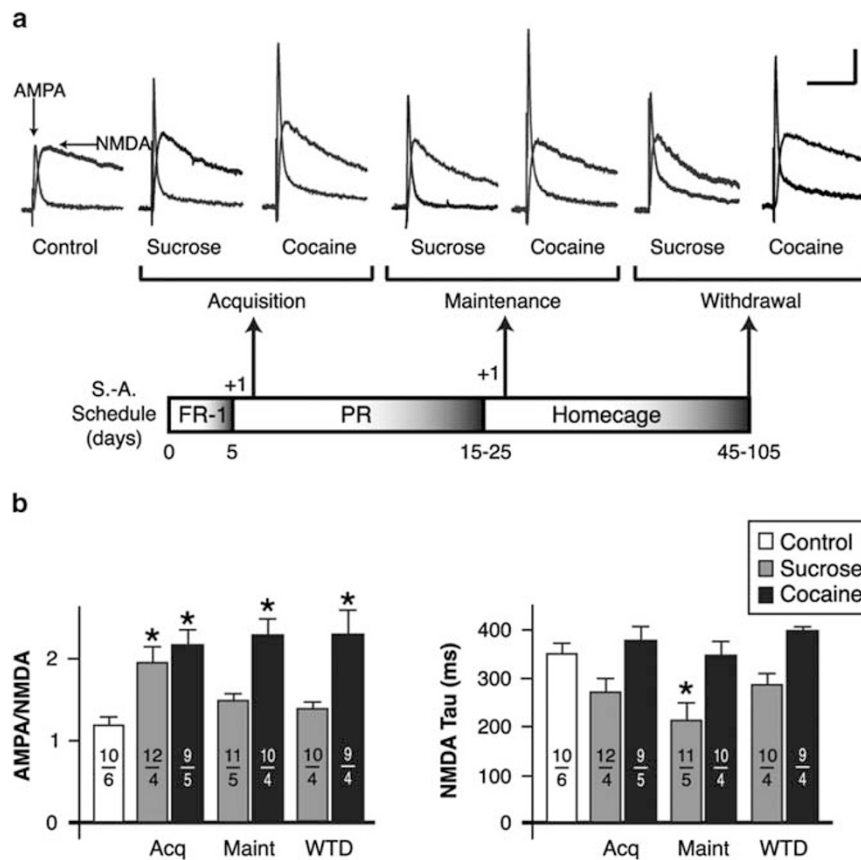 a
AMPA
NMDA
Control Sucrose Cocaine Sucrose Cocaine Sucrose Cocaine
Acquisition Maintenance Withdrawal
+1 +1
S.-A.
Schedule
(days)
FR-1 PR Homecage
0 5 15-25 45-105
b
Control
Sucrose
Cocaine
AMPA/NMDA
2
1
0
* * * *
10/6 12/4 9/5 11/5 10/4 10/4 9/4
Acq Maint WTD
NMDA Tau (ms)
400
300
200
100
0
*
10/6 12/4 9/5 11/5 10/4 10/4 9/4
Acq Maint WTD